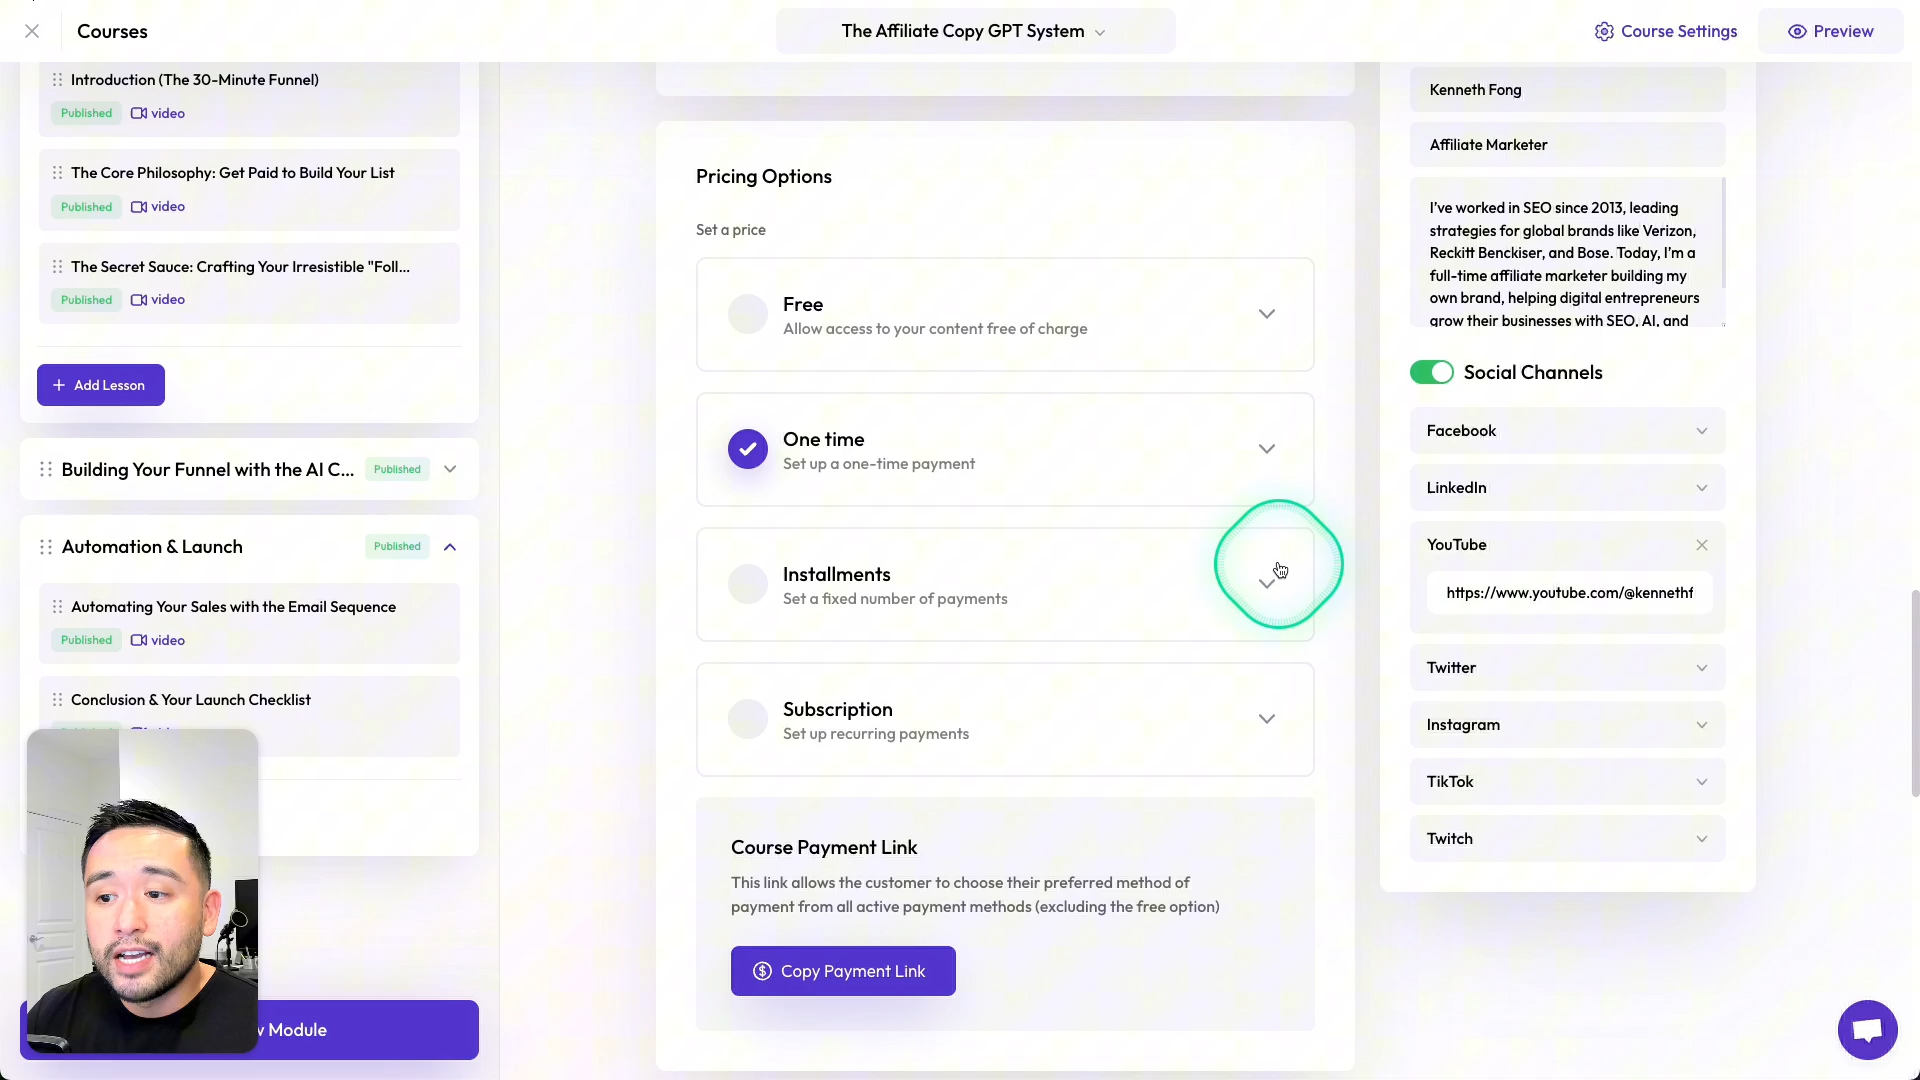 Courses
The Affiliate Copy GPT System
Course Settings
Preview
Introduction (The 30-Minute Funnel)
Published
video
The Core Philosophy: Get Paid to Build Your List
Published
video
The Secret Sauce: Crafting Your Irresistible "Foll...
Published
video
+ Add Lesson
Building Your Funnel with the AI C...
Published
Automation & Launch
Published
Automating Your Sales with the Email Sequence
Published
video
Conclusion & Your Launch Checklist
Module
Pricing Options
Set a price
Free
Allow access to your content free of charge
One time
Set up a one-time payment
Installments
Set a fixed number of payments
Subscription
Set up recurring payments
Course Payment Link
This link allows the customer to choose their preferred method of
payment from all active payment methods (excluding the free option)
Copy Payment Link
Kenneth Fong
Affiliate Marketer
I've worked in SEO since 2013, leading
strategies for global brands like Verizon,
Reckitt Benckiser, and Bose. Today, I'm a
full-time affiliate marketer building my
own brand, helping digital entrepreneurs
grow their businesses with SEO, AI, and
Social Channels
Facebook
LinkedIn
YouTube
https://www.youtube.com/@kennethf
Twitter
Instagram
TikTok
Twitch